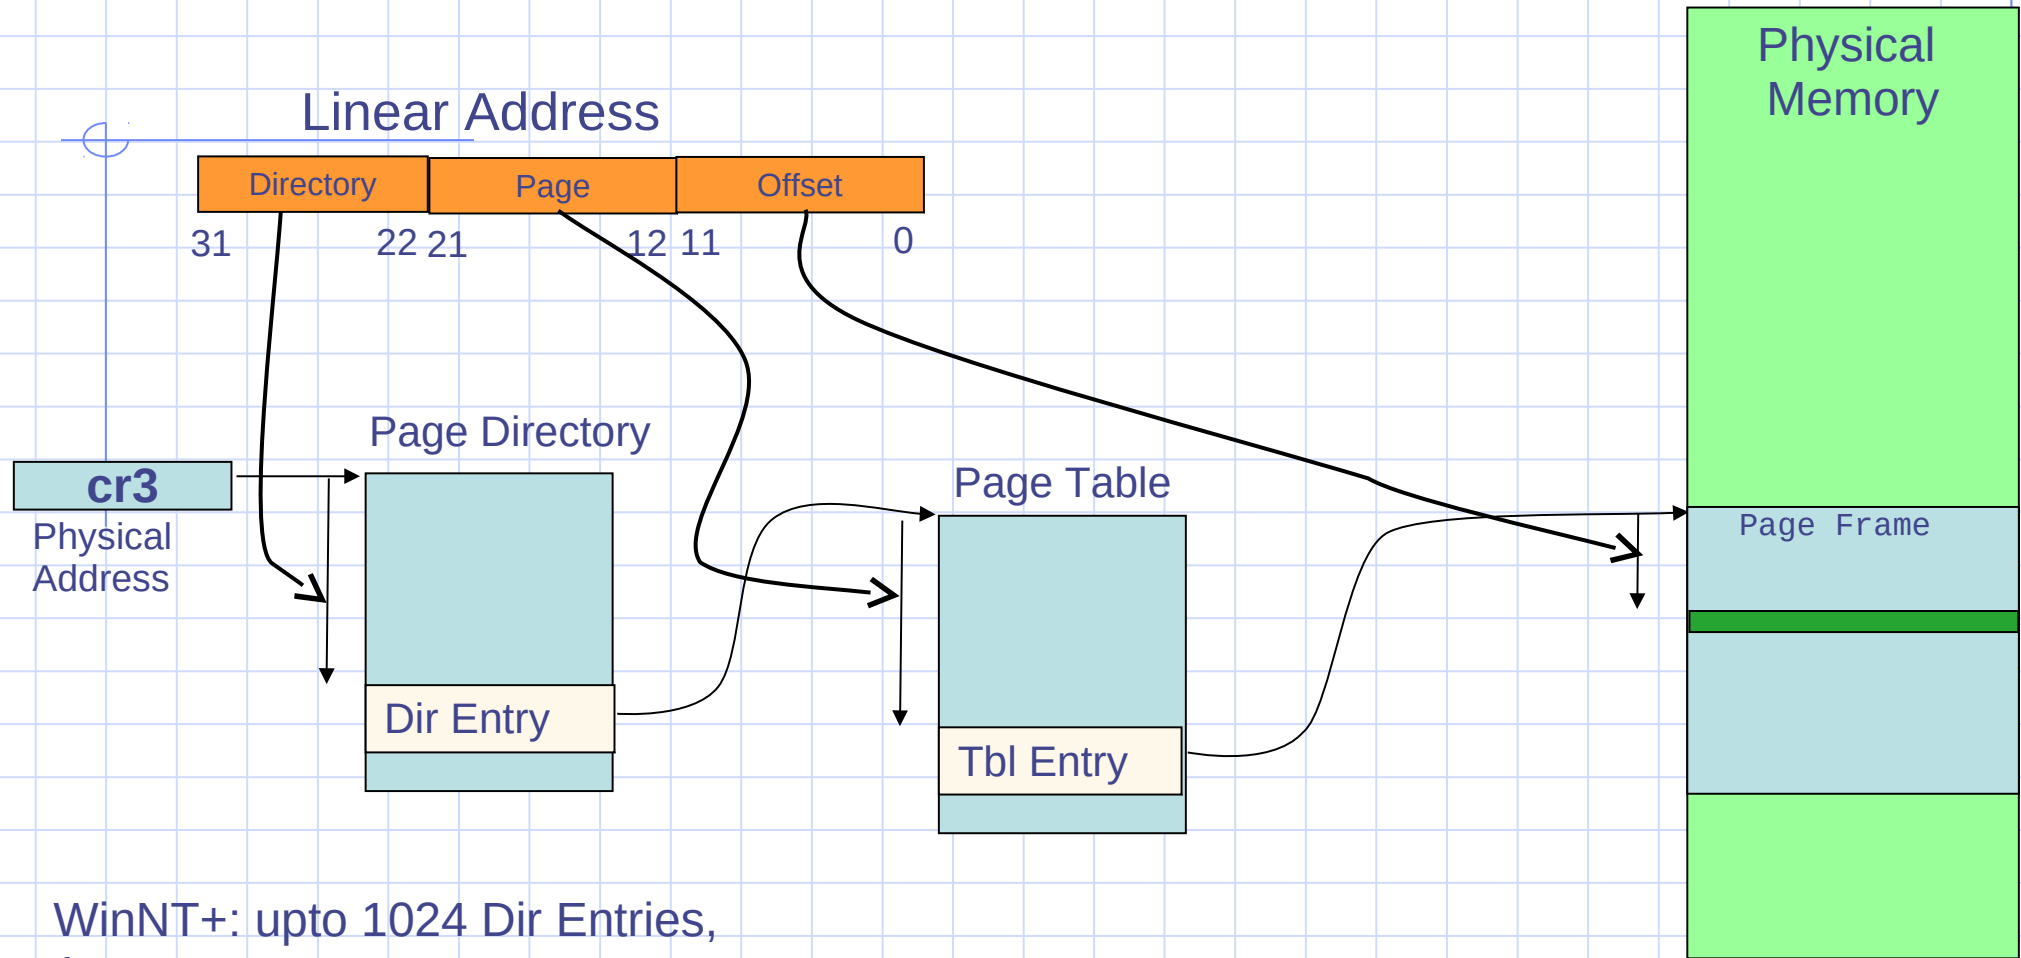 Physical
Memory
Linear Address
Directory Page Offset
31 22 21 12 11 0
Page Directory
Page Table
cr3
Physical
Address
Page Frame
Dir Entry
Tbl Entry
WinNT+: upto 1024 Dir Entries,